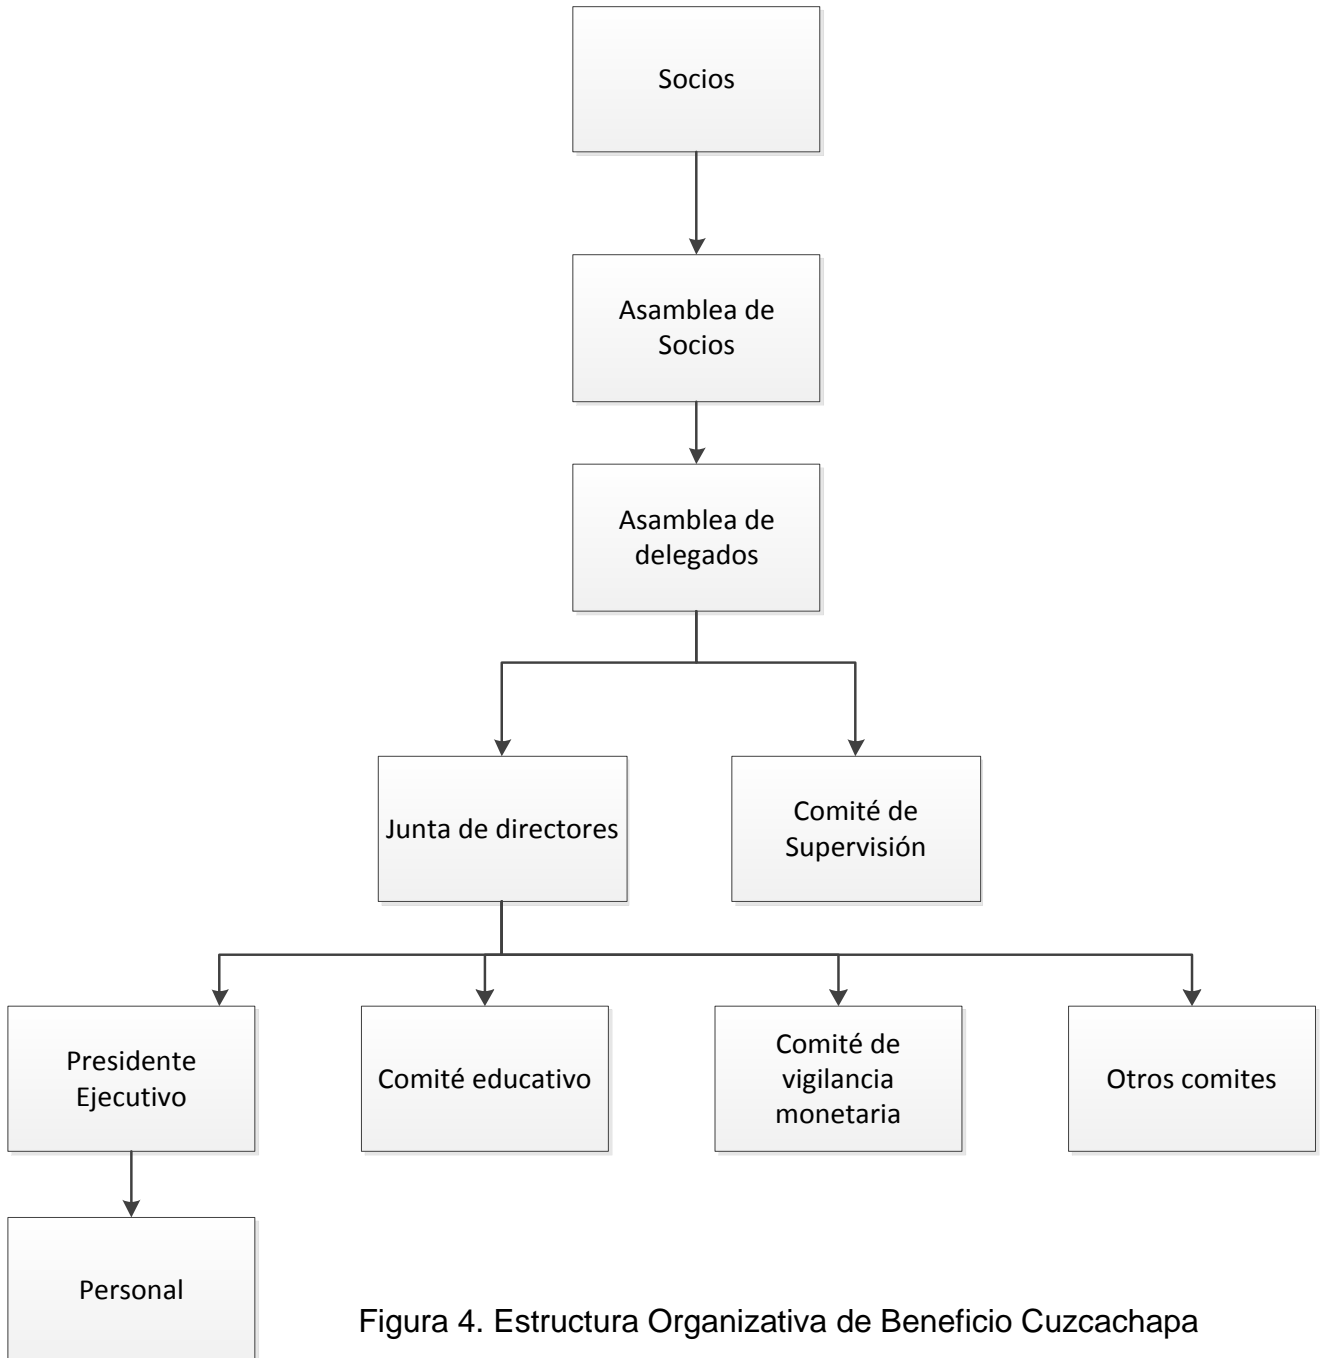 Socios
Asamblea de
Socios
Asamblea de
delegados
Junta de directores
Comité de
Supervisión
Presidente
Ejecutivo
Comité educativo
Comité de
vigilancia
monetaria
Otros comites
Personal
Figura 4. Estructura Organizativa de Beneficio Cuzcachapa